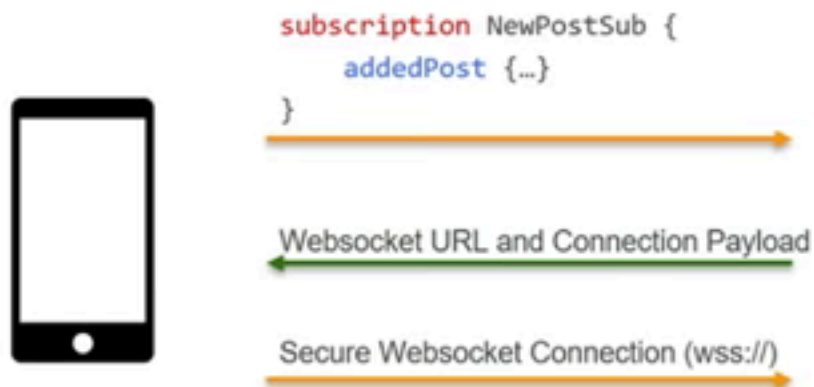 subscription NewPostSub {
addedPost {…}
}
Websocket URL and Connection Payload
Secure Websocket Connection (wss://)